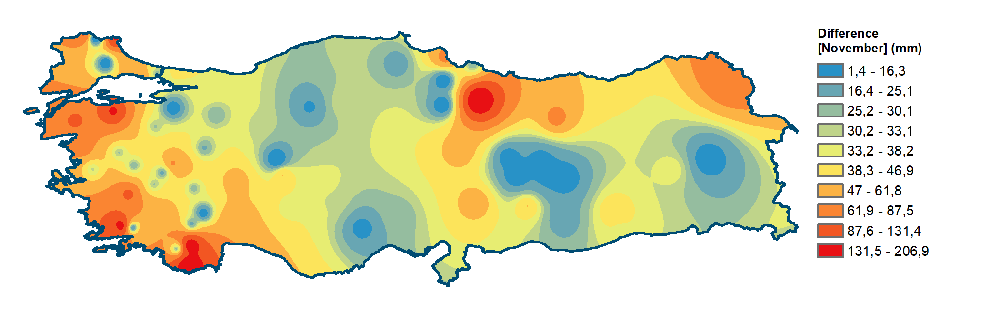 Difference
[November] (mm)
1,4 - 16,3
16,4 - 25,1
25,2 - 30,1
30,2 - 33,1
33,2 - 38,2
38,3 - 46,9
47 - 61,8
61,9 - 87,5
87,6 - 131,4
131,5 - 206,9